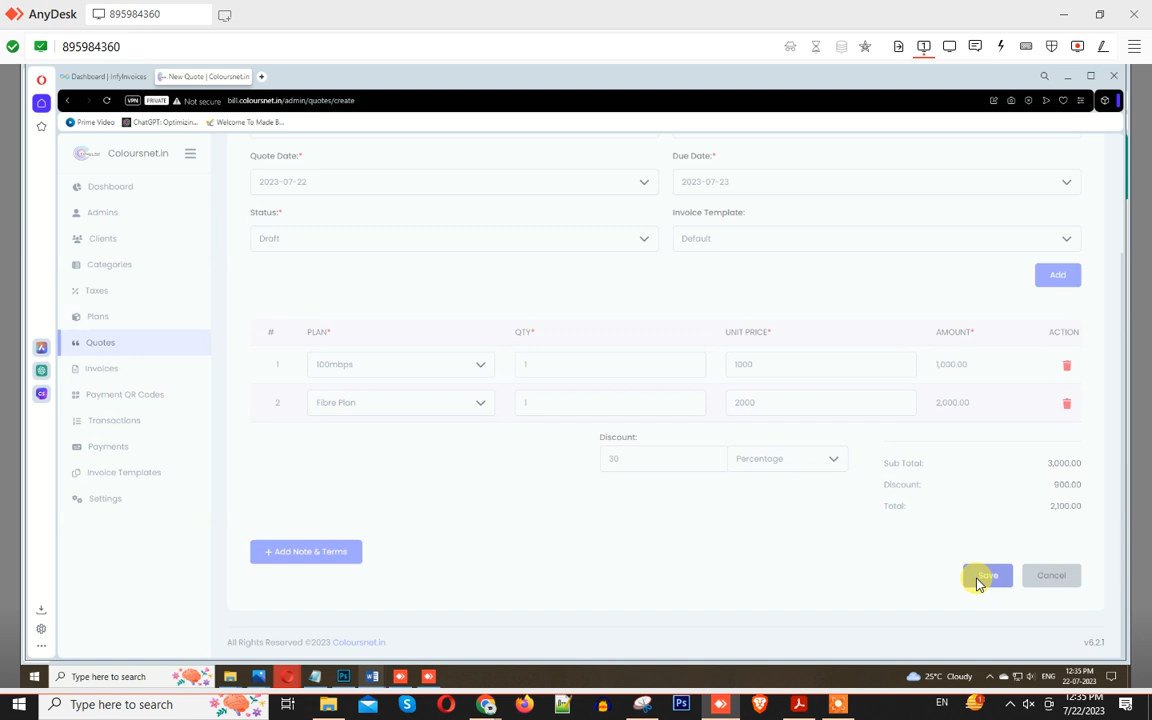 AnyDesk 895984360
895984360
Dashboard | InfyInvoices New Quote | Coloursnet.in
VPN PRIVATE Not secure bill.coloursnet.in/admin/quotes/create
Prime Video ChatGPT: Optimizin... Welcome To Made B...
Coloursnet.in
Dashboard
Admins
Clients
Categories
Taxes
Plans
Quotes
Invoices
Payment QR Codes
Transactions
Payments
Invoice Templates
Settings
Quote Date:* Due Date:*
2023-07-22 2023-07-23
Status:* Invoice Template:
Draft Default
Add
# PLAN* QTY* UNIT PRICE* AMOUNT* ACTION
1 100mbps 1 1000 1,000.00
2 Fibre Plan 1 2000 2,000.00
Discount:
30 Percentage
Sub Total: 3,000.00
Discount: 900.00
Total: 2,100.00
+ Add Note & Terms
Save Cancel
All Rights Reserved ©2023 Coloursnet.in v6.2.1
Type here to search 25°C Cloudy ENG 12:35 PM
22-07-2023
Type here to search EN 12:35 PM
7/22/2023